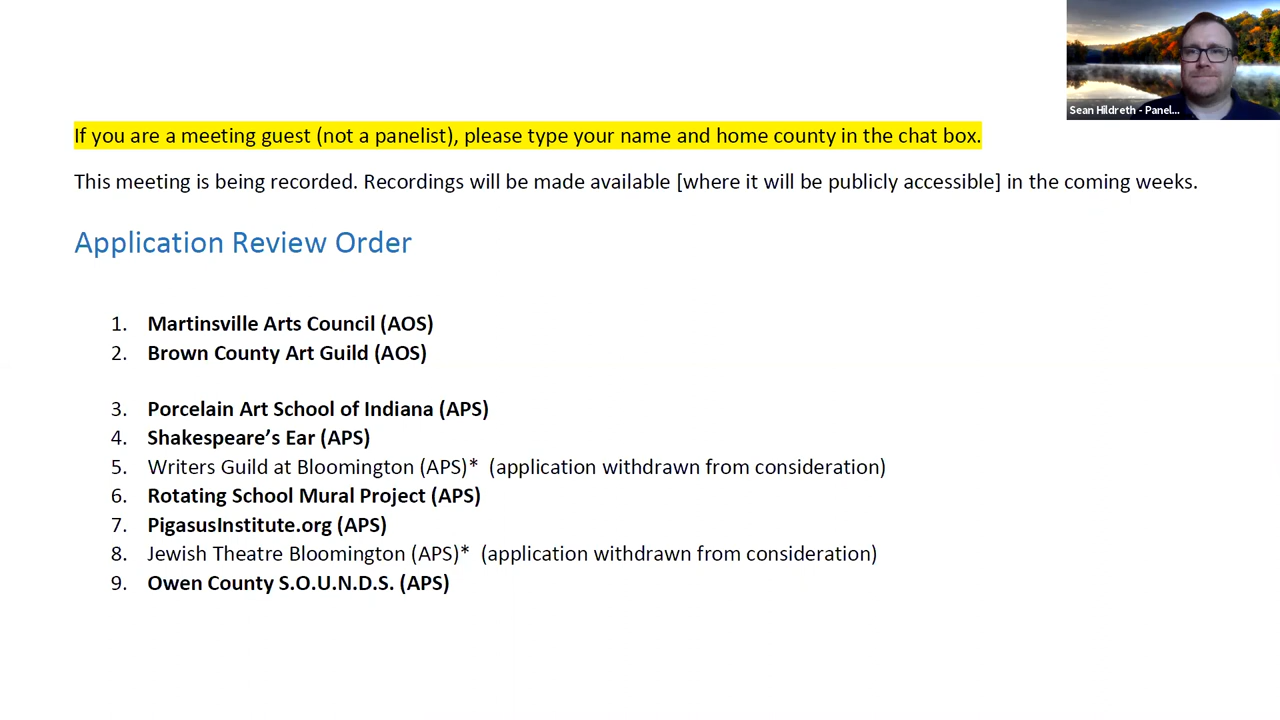 Sean Hildreth - Panel...
If you are a meeting guest (not a panelist), please type your name and home county in the chat box.
This meeting is being recorded. Recordings will be made available [where it will be publicly accessible] in the coming weeks.
Application Review Order
1. Martinsville Arts Council (AOS)
2. Brown County Art Guild (AOS)
3. Porcelain Art School of Indiana (APS)
4. Shakespeare’s Ear (APS)
5. Writers Guild at Bloomington (APS)* (application withdrawn from consideration)
6. Rotating School Mural Project (APS)
7. PigasusInstitute.org (APS)
8. Jewish Theatre Bloomington (APS)* (application withdrawn from consideration)
9. Owen County S.O.U.N.D.S. (APS)